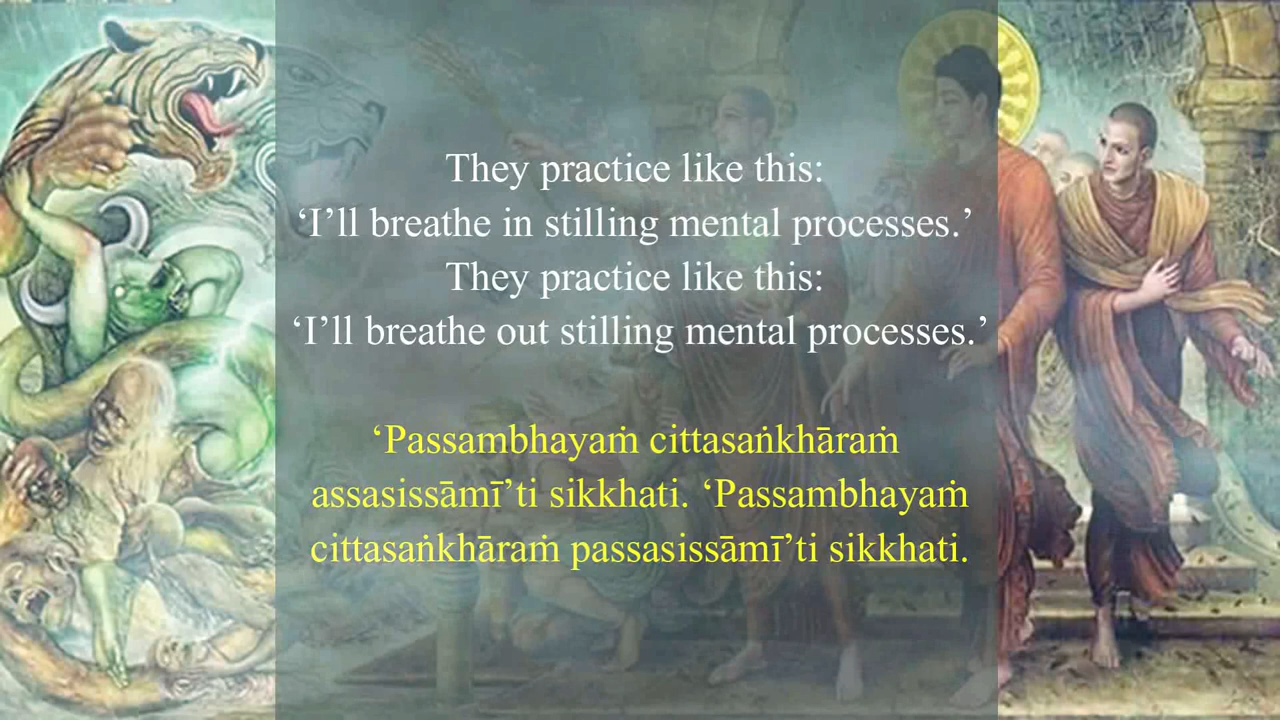 They practice like this:
‘I’ll breathe in stilling mental processes.’
They practice like this:
‘I’ll breathe out stilling mental processes.’
‘Passambhayaṁ cittasaṅkhāraṁ
assasissāmī’ti sikkhati. ‘Passambhayaṁ
cittasaṅkhāraṁ passasissāmī’ti sikkhati.